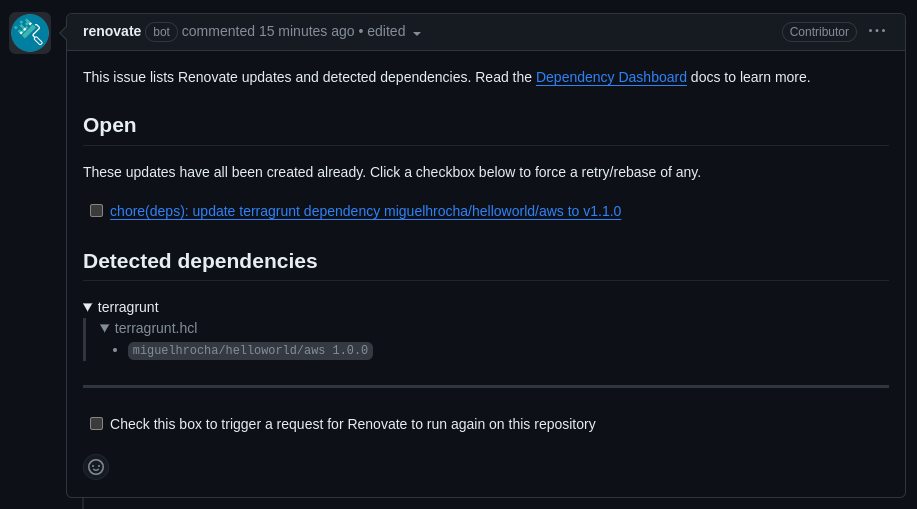 renovate bot commented 15 minutes ago • edited Contributor
This issue lists Renovate updates and detected dependencies. Read the Dependency Dashboard docs to learn more.
Open
These updates have all been created already. Click a checkbox below to force a retry/rebase of any.
chore(deps): update terragrunt dependency miguelhrocha/helloworld/aws to v1.1.0
Detected dependencies
terragrunt
terragrunt.hcl
• miguelhrocha/helloworld/aws 1.0.0
Check this box to trigger a request for Renovate to run again on this repository